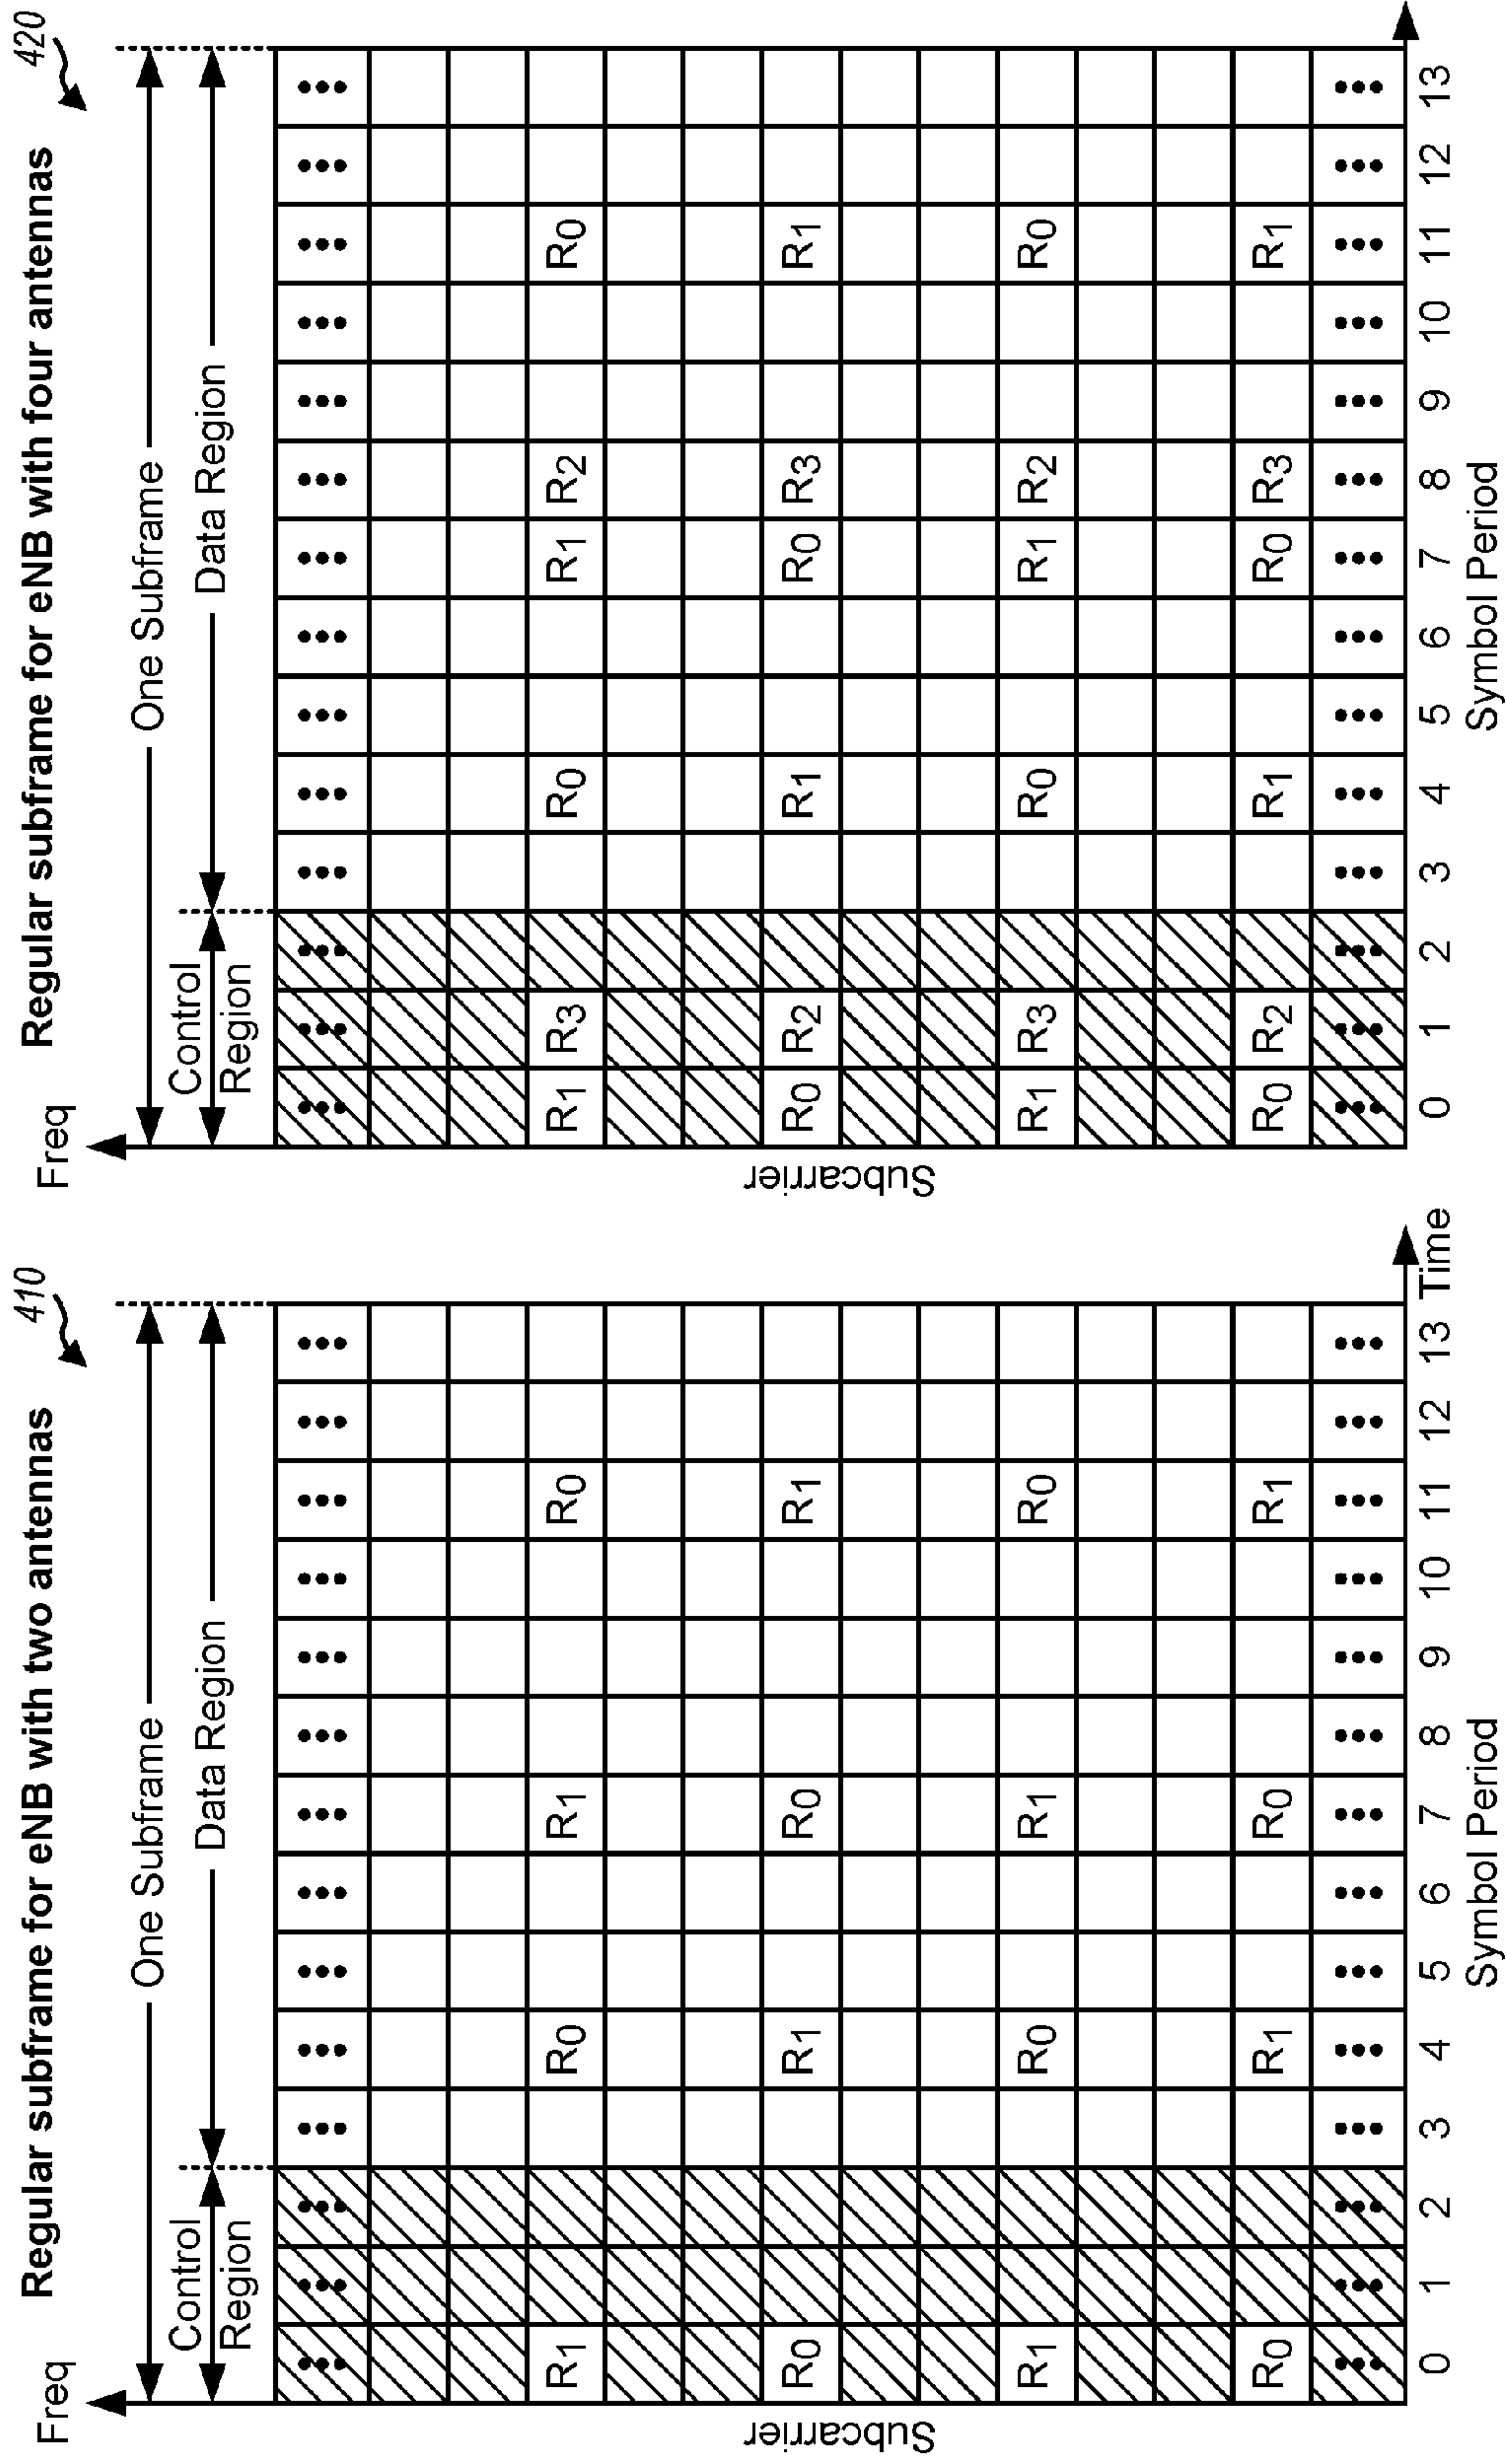 Regular subframe for eNB with two antennas
410
Freq
One Subframe
Control
Region
Data Region
Subcarrier
R1 R0 R1 R0
R0 R1 R0 R1
R1 R0 R1 R0
R0 R1 R0 R1
0 1 2 3 4 5 6 7 8 9 10 11 12 13
Time
Symbol Period
Regular subframe for eNB with four antennas
420
Freq
One Subframe
Control
Region
Data Region
Subcarrier
R1 R3 R0 R1 R2 R0
R0 R2 R1 R0 R3 R1
R1 R3 R0 R1 R2 R0
R0 R2 R1 R0 R3 R1
0 1 2 3 4 5 6 7 8 9 10 11 12 13
Symbol Period